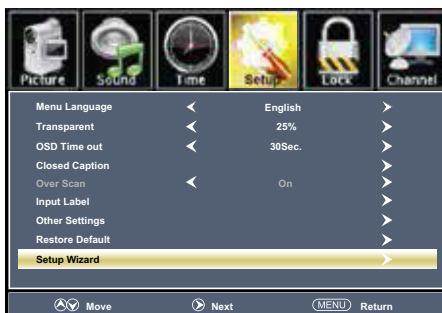 Picture Sound Time Setup Lock Channel
Menu Language English
Transparent 25%
OSD Time out 30Sec.
Closed Caption
Over Scan On
Input Label
Other Settings
Restore Default
Setup Wizard
Move Next MENU Return